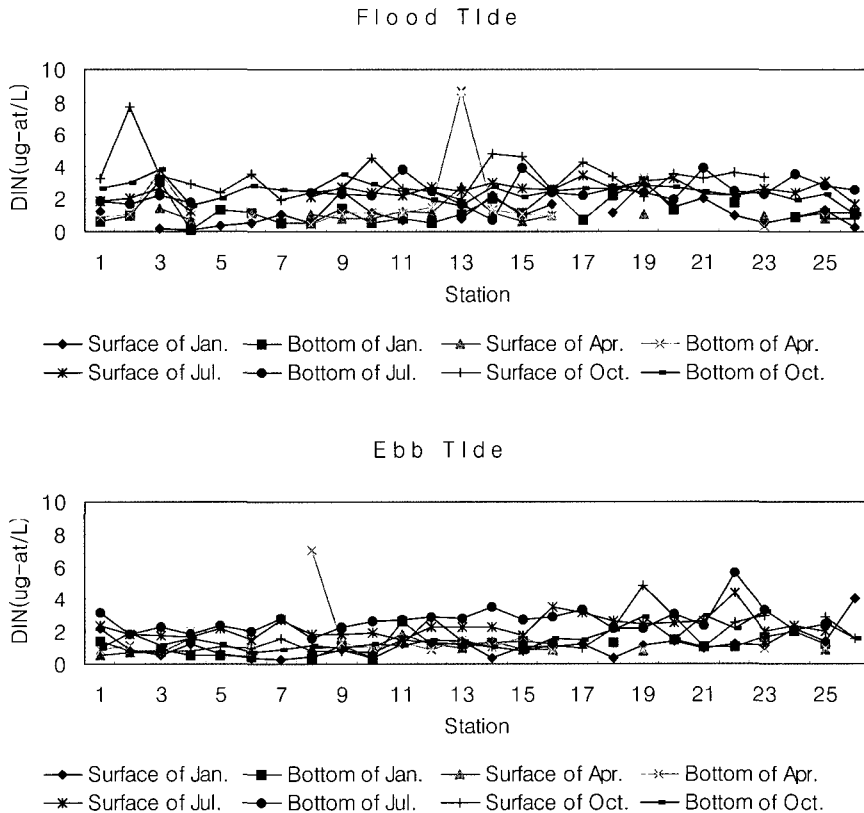 Flood TIde
10
8
6
4
2
0
DIN(ug-at/L)
1 3 5 7 9 11 13 15 17 19 21 23 25
Station
Surface of Jan. Bottom of Jan. Surface of Apr. Bottom of Apr.
Surface of Jul. Bottom of Jul. Surface of Oct. Bottom of Oct.
Ebb TIde
10
8
6
4
2
0
DIN(ug-at/L)
1 3 5 7 9 11 13 15 17 19 21 23 25
Station
Surface of Jan. Bottom of Jan. Surface of Apr. Bottom of Apr.
Surface of Jul. Bottom of Jul. Surface of Oct. Bottom of Oct.